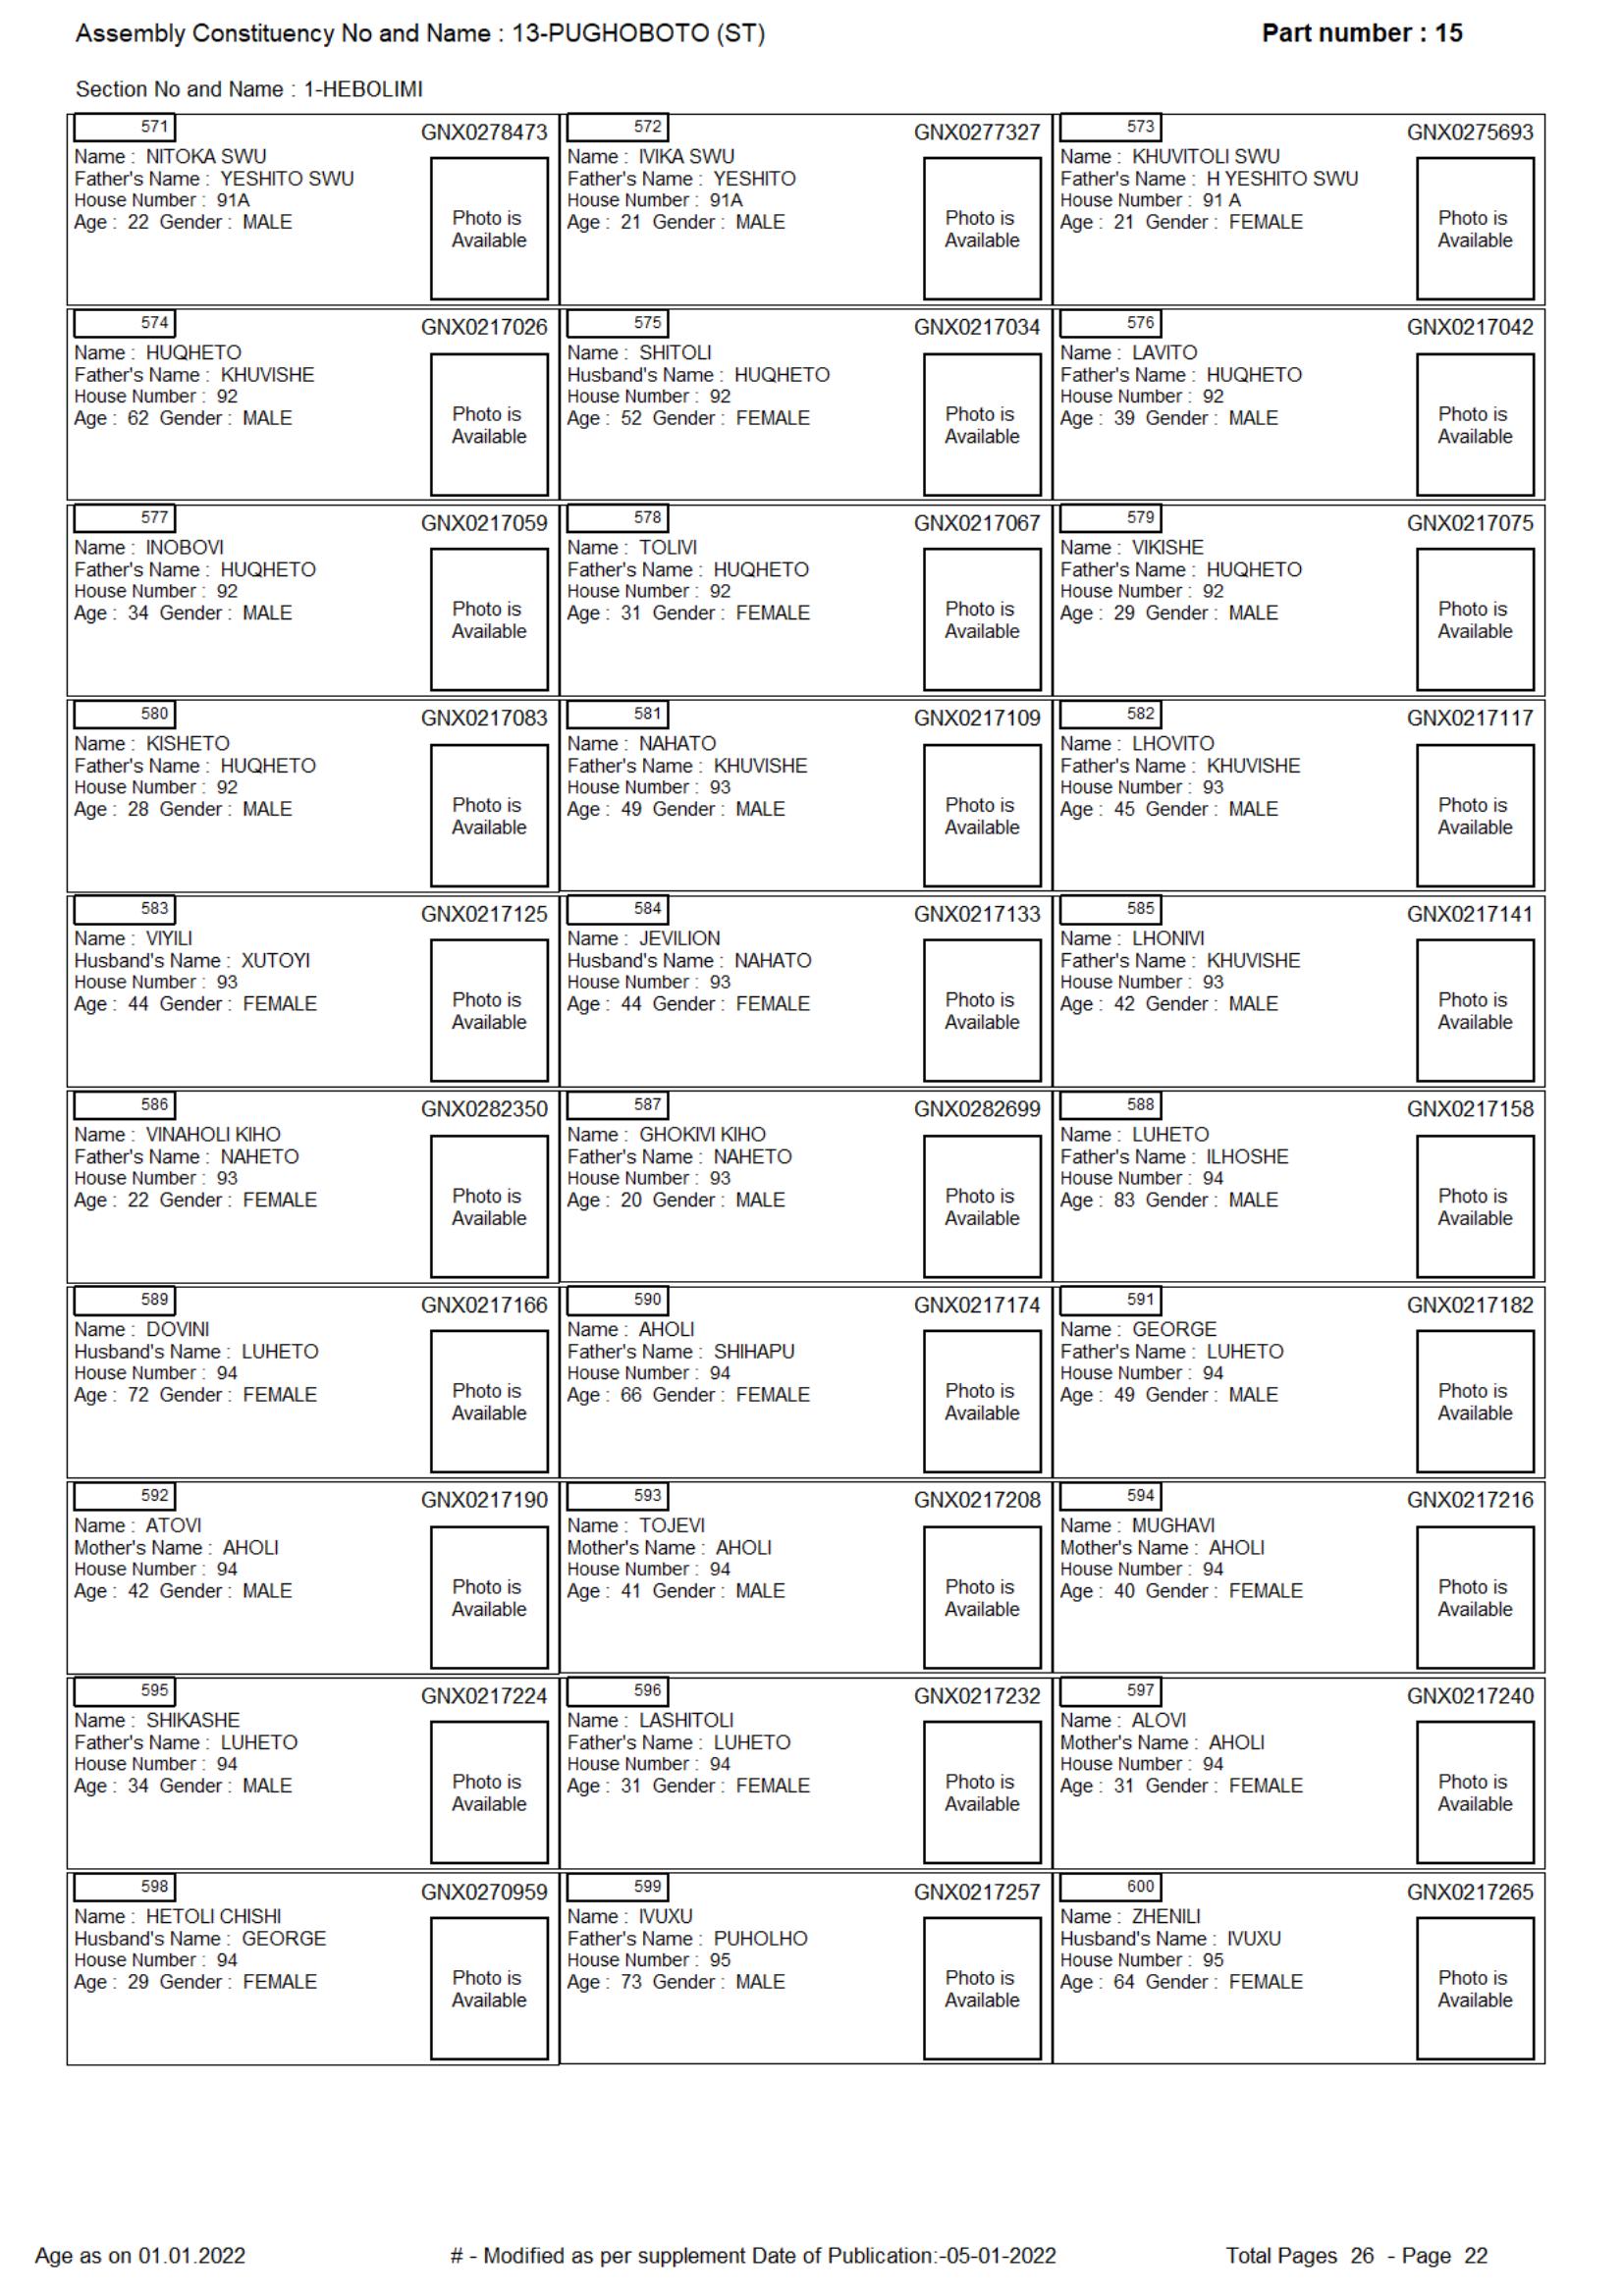 Assembly Constituency No and Name : 13-PUGHOBOTO (ST)
Part number : 15
Section No and Name : 1-HEBOLIMI
571
GNX0278473
Name : NITOKA SWU
Father's Name : YESHITO SWU
House Number : 91A
Age : 22 Gender : MALE
Photo is
Available
572
GNX0277327
Name : IVIKA SWU
Father's Name : YESHITO
House Number : 91A
Age : 21 Gender : MALE
Photo is
Available
573
GNX0275693
Name : KHUVITOLI SWU
Father's Name : H YESHITO SWU
House Number : 91 A
Age : 21 Gender : FEMALE
Photo is
Available
574
GNX0217026
Name : HUQHETO
Father's Name : KHUVISHE
House Number : 92
Age : 62 Gender : MALE
Photo is
Available
575
GNX0217034
Name : SHITOLI
Husband's Name : HUQHETO
House Number : 92
Age : 52 Gender : FEMALE
Photo is
Available
576
GNX0217042
Name : LAVITO
Father's Name : HUQHETO
House Number : 92
Age : 39 Gender : MALE
Photo is
Available
577
GNX0217059
Name : INOBOVI
Father's Name : HUQHETO
House Number : 92
Age : 34 Gender : MALE
Photo is
Available
578
GNX0217067
Name : TOLIVI
Father's Name : HUQHETO
House Number : 92
Age : 31 Gender : FEMALE
Photo is
Available
579
GNX0217075
Name : VIKISHE
Father's Name : HUQHETO
House Number : 92
Age : 29 Gender : MALE
Photo is
Available
580
GNX0217083
Name : KISHETO
Father's Name : HUQHETO
House Number : 92
Age : 28 Gender : MALE
Photo is
Available
581
GNX0217109
Name : NAHATO
Father's Name : KHUVISHE
House Number : 93
Age : 49 Gender : MALE
Photo is
Available
582
GNX0217117
Name : LHOVITO
Father's Name : KHUVISHE
House Number : 93
Age : 45 Gender : MALE
Photo is
Available
583
GNX0217125
Name : VIYILI
Husband's Name : XUTOYI
House Number : 93
Age : 44 Gender : FEMALE
Photo is
Available
584
GNX0217133
Name : JEVILION
Husband's Name : NAHATO
House Number : 93
Age : 44 Gender : FEMALE
Photo is
Available
585
GNX0217141
Name : LHONIVI
Father's Name : KHUVISHE
House Number : 93
Age : 42 Gender : MALE
Photo is
Available
586
GNX0282350
Name : VINAHOLI KIHO
Father's Name : NAHETO
House Number : 93
Age : 22 Gender : FEMALE
Photo is
Available
587
GNX0282699
Name : GHOKIVI KIHO
Father's Name : NAHETO
House Number : 93
Age : 20 Gender : MALE
Photo is
Available
588
GNX0217158
Name : LUHETO
Father's Name : ILHOSHE
House Number : 94
Age : 83 Gender : MALE
Photo is
Available
589
GNX0217166
Name : DOVINI
Husband's Name : LUHETO
House Number : 94
Age : 72 Gender : FEMALE
Photo is
Available
590
GNX0217174
Name : AHOLI
Father's Name : SHIHAPU
House Number : 94
Age : 66 Gender : FEMALE
Photo is
Available
591
GNX0217182
Name : GEORGE
Father's Name : LUHETO
House Number : 94
Age : 49 Gender : MALE
Photo is
Available
592
GNX0217190
Name : ATOVI
Mother's Name : AHOLI
House Number : 94
Age : 42 Gender : MALE
Photo is
Available
593
GNX0217208
Name : TOJEVI
Mother's Name : AHOLI
House Number : 94
Age : 41 Gender : MALE
Photo is
Available
594
GNX0217216
Name : MUGHAVI
Mother's Name : AHOLI
House Number : 94
Age : 40 Gender : FEMALE
Photo is
Available
595
GNX0217224
Name : SHIKASHE
Father's Name : LUHETO
House Number : 94
Age : 34 Gender : MALE
Photo is
Available
596
GNX0217232
Name : LASHITOLI
Father's Name : LUHETO
House Number : 94
Age : 31 Gender : FEMALE
Photo is
Available
597
GNX0217240
Name : ALOVI
Mother's Name : AHOLI
House Number : 94
Age : 31 Gender : FEMALE
Photo is
Available
598
GNX0270959
Name : HETOLI CHISHI
Husband's Name : GEORGE
House Number : 94
Age : 29 Gender : FEMALE
Photo is
Available
599
GNX0217257
Name : IVUXU
Father's Name : PUHOLHO
House Number : 95
Age : 73 Gender : MALE
Photo is
Available
600
GNX0217265
Name : ZHENILI
Husband's Name : IVUXU
House Number : 95
Age : 64 Gender : FEMALE
Photo is
Available
Age as on 01.01.2022
# - Modified as per supplement Date of Publication:-05-01-2022
Total Pages 26 - Page 22